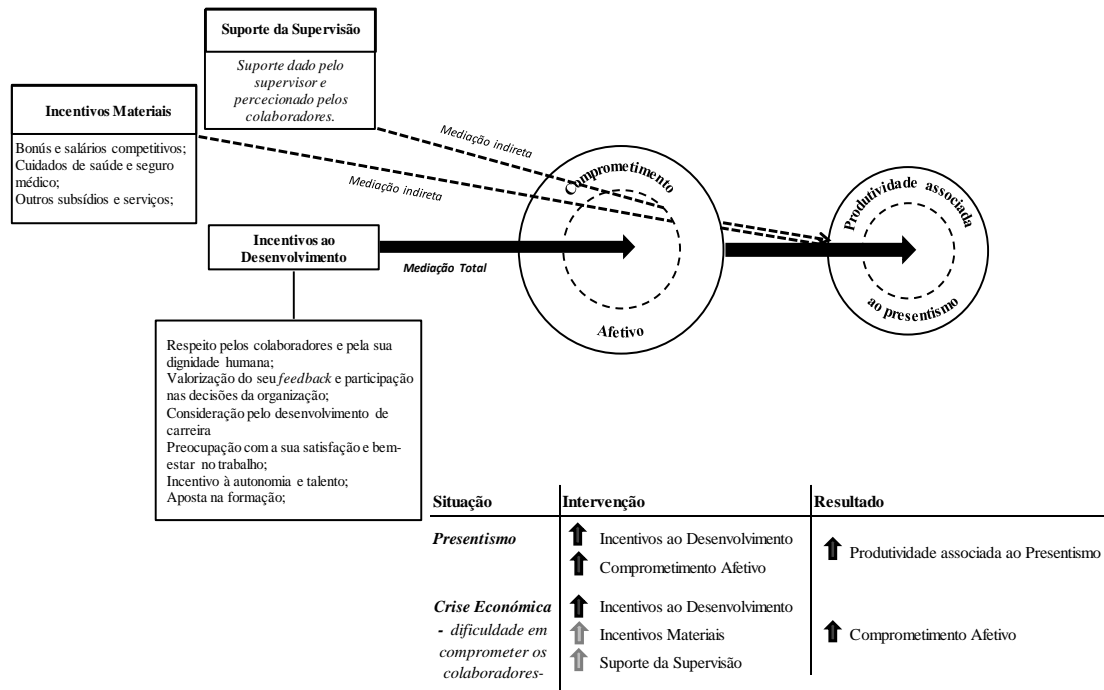 Suporte da Supervisão
Suporte dado pelo
supervisor e
percecionado pelos
colaboradores.
Incentivos Materiais
Bonús e salários competitivos;
Cuidados de saúde e seguro
médico;
Outros subsídios e serviços;
Mediação indireta
Mediação indireta
Incentivos ao
Desenvolvimento
Mediação Total
Comprometimento
Afetivo
Produtividade associada
ao presentismo
Respeito pelos colaboradores e pela sua
dignidade humana;
Valorização do seu feedback e participação
nas decisões da organização;
Consideração pelo desenvolvimento de
carreira
Preocupação com a sua satisfação e bem-
estar no trabalho;
Incentivo à autonomia e talento;
Aposta na formação;
Situação Intervenção Resultado
Presentismo
Incentivos ao Desenvolvimento
Comprometimento Afetivo
Produtividade associada ao Presentismo
Crise Económica
- dificuldade em
comprometer os
colaboradores-
Incentivos ao Desenvolvimento
Incentivos Materiais
Suporte da Supervisão
Comprometimento Afetivo